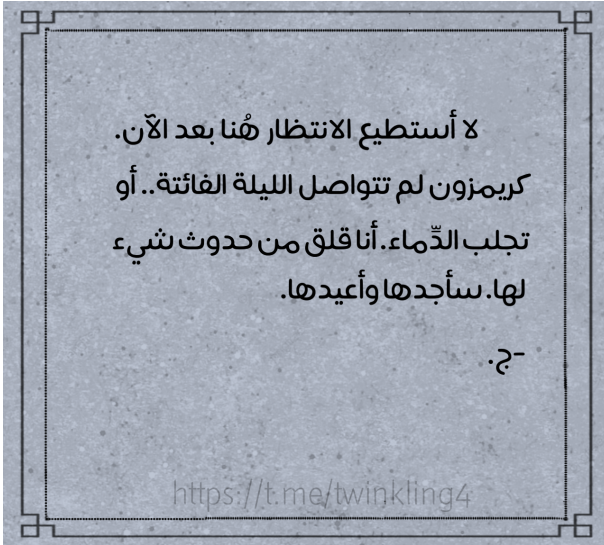 لا أستطيع الانتظار هُنا بعد الآن.
كريمزون لم تتواصل الليلة الفائتة.. أو
تجلب الدِّماء. أنا قلق من حدوث شيء
لها. سأجدها وأعيدها.
-ج.
https://t.me/twinkling4